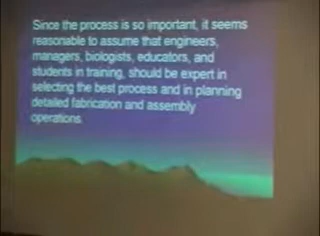 Since the process is so important, it seems
reasonable to assume that engineers,
managers, biologists, educators, and
students in training, should be expert in
selecting the best process and in planning
detailed fabrication and assembly
operations.